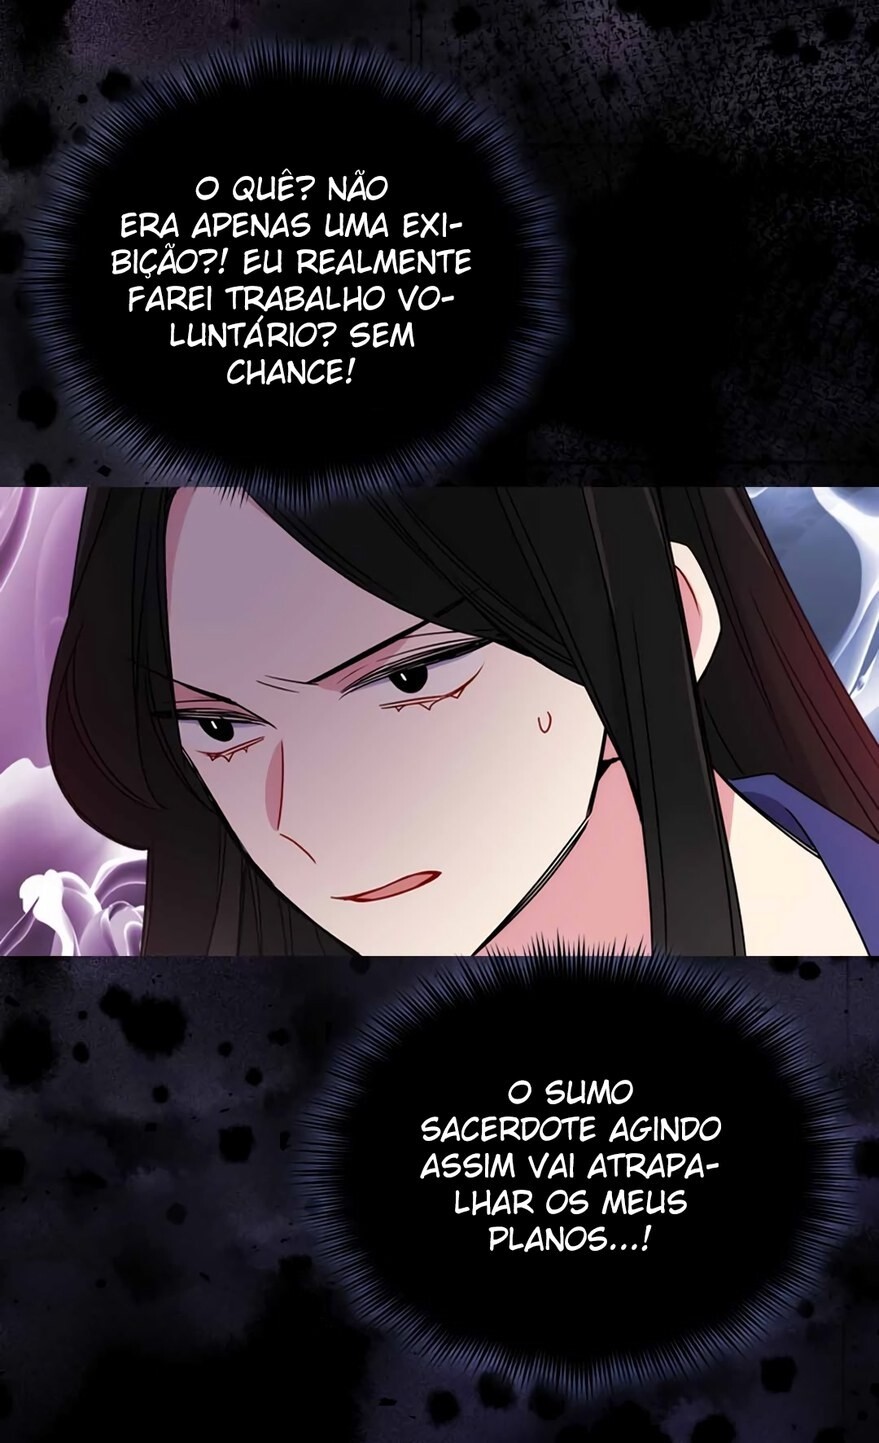 O QUÊ? NÃO
ERA APENAS UMA EXI-
BIÇÃO?! EU REALMENTE
FAREI TRABALHO VO-
LUNTÁRIO? SEM
CHANCE!
O SUMO
SACERDOTE AGINDO
ASSIM VAI ATRAPA-
LHAR OS MEUS
PLANOS...!